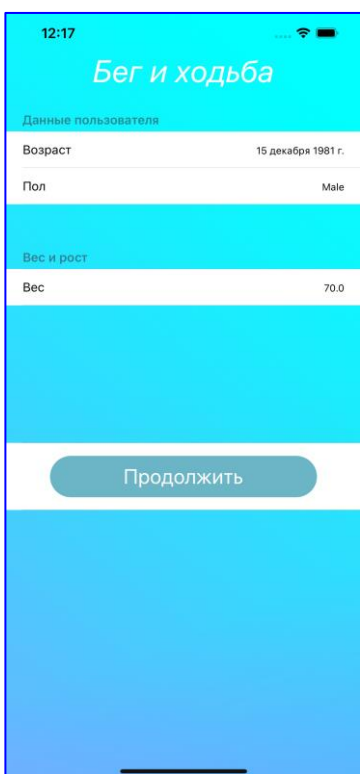 12:17
Бег и ходьба
Данные пользователя
Возраст 15 декабря 1981 г.
Пол Male
Вес и рост
Вес 70.0
Продолжить